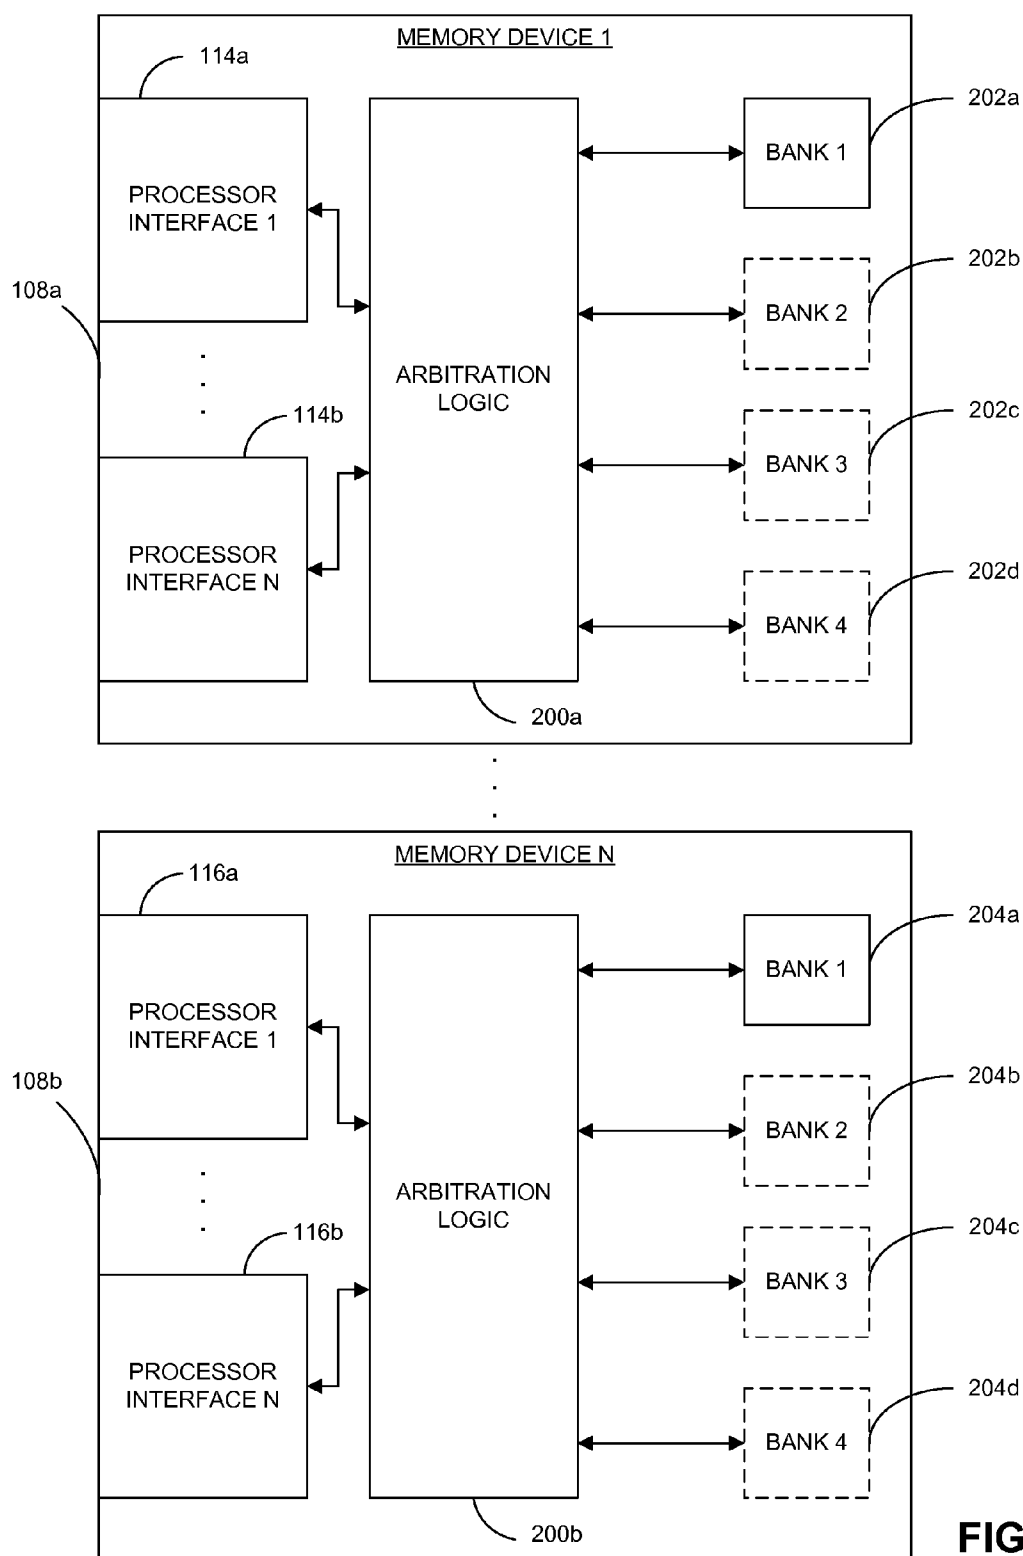 MEMORY DEVICE 1
114a
202a
BANK 1
PROCESSOR
INTERFACE 1
202b
108a
BANK 2
ARBITRATION
LOGIC
202c
114b
BANK 3
PROCESSOR
INTERFACE N
202d
BANK 4
200a
.
.
.
MEMORY DEVICE N
116a
204a
BANK 1
PROCESSOR
INTERFACE 1
204b
108b
BANK 2
ARBITRATION
LOGIC
204c
116b
BANK 3
PROCESSOR
INTERFACE N
204d
BANK 4
200b
FIG